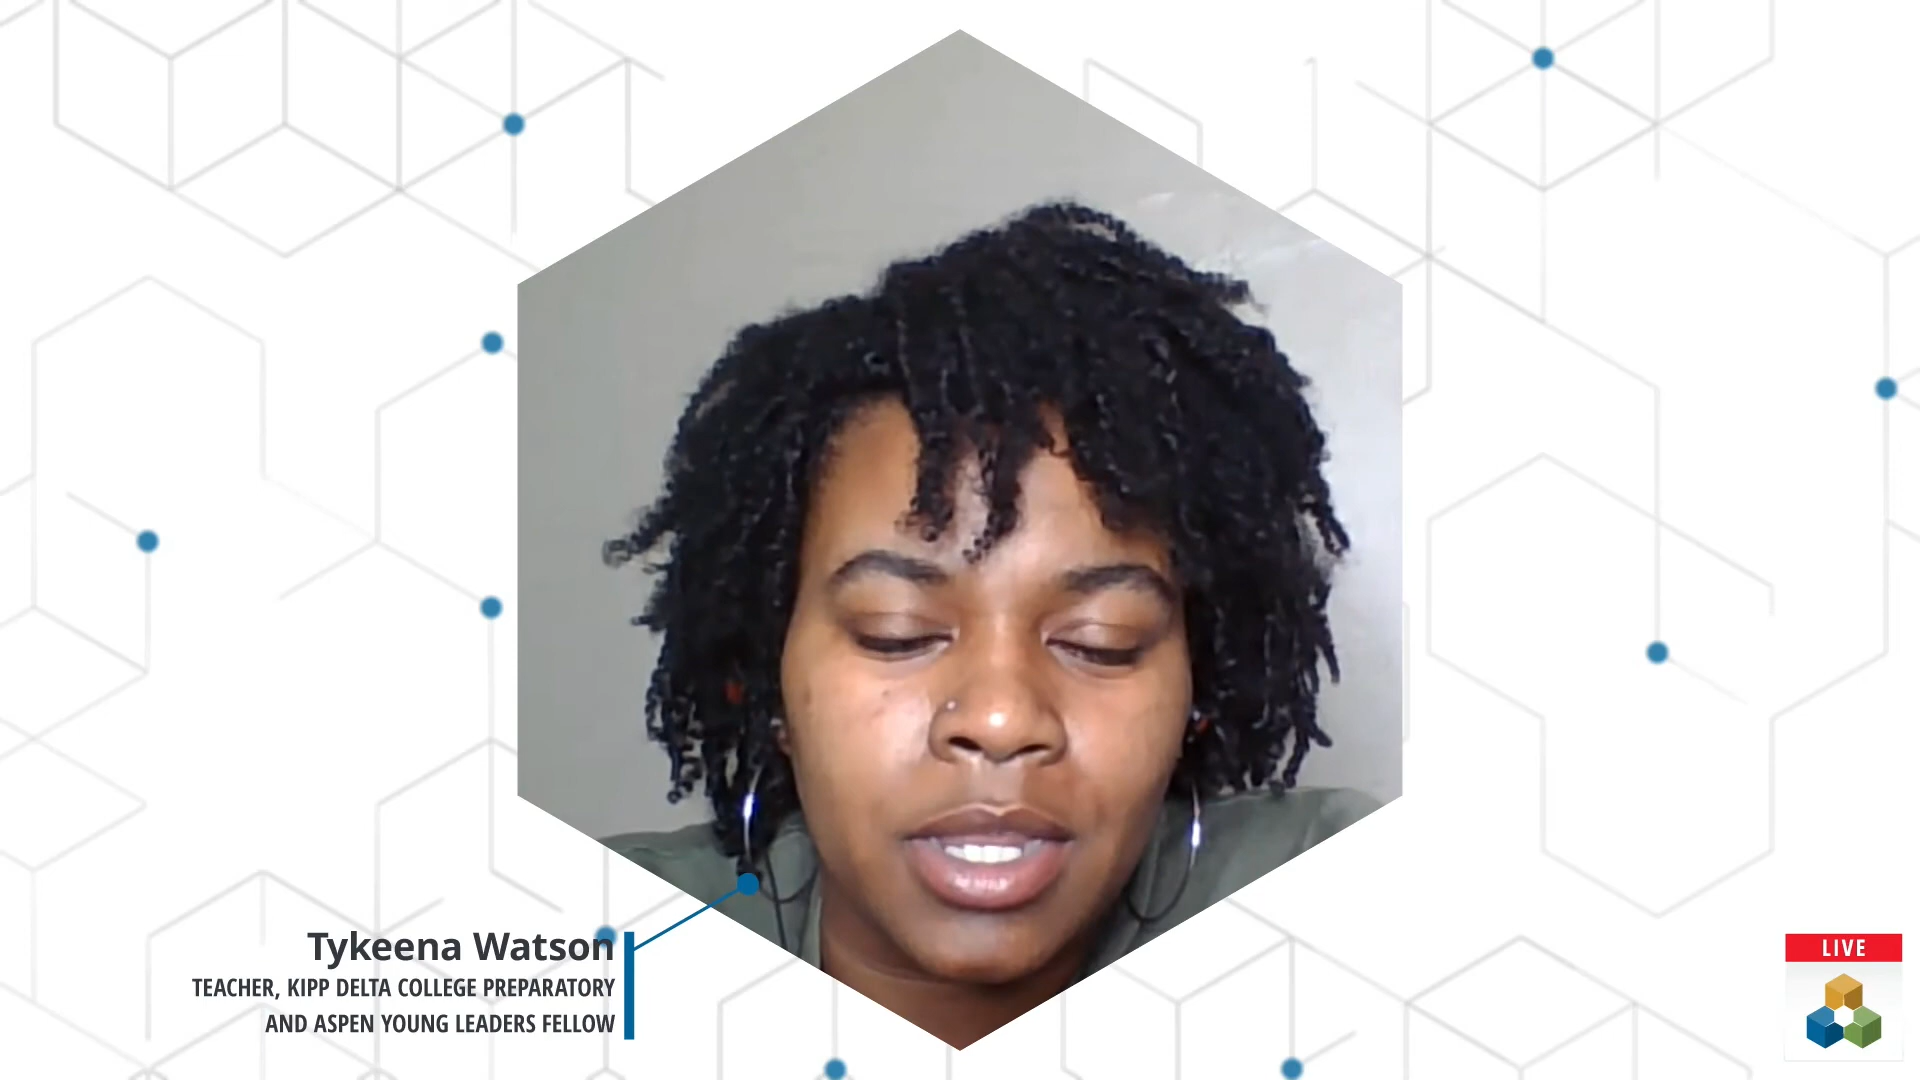 Tykeena Watson
TEACHER, KIPP DELTA COLLEGE PREPARATORY
AND ASPEN YOUNG LEADERS FELLOW
LIVE